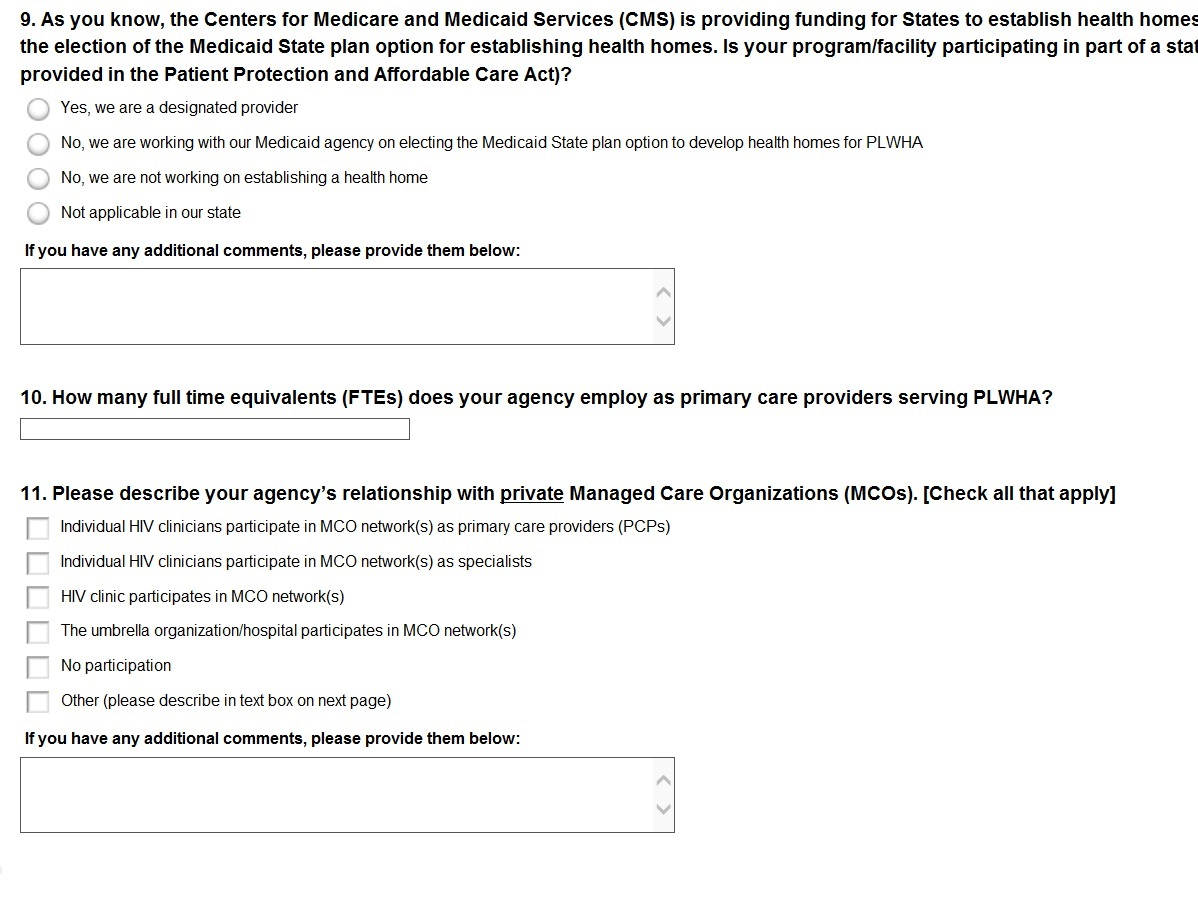 9. As you know, the Centers for Medicare and Medicaid Services (CMS) is providing funding for States to establish health homes
the election of the Medicaid State plan option for establishing health homes. Is your program/facility participating in part of a
provided in the Patient Protection and Affordable Care Act)?
Yes, we are a designated provider
No, we are working with our Medicaid agency on electing the Medicaid State plan option to develop health homes for PLWHA
No, we are not working on establishing a health home
Not applicable in our state
If you have any additional comments, please provide them below:
10. How many full time equivalents (FTEs) does your agency employ as primary care providers serving PLWHA?
11. Please describe your agency’s relationship with private Managed Care Organizations (MCOs). [Check all that apply]
Individual HIV clinicians participate in MCO network(s) as primary care providers (PCPs)
Individual HIV clinicians participate in MCO network(s) as specialists
HIV clinic participates in MCO network(s)
The umbrella organization/hospital participates in MCO network(s)
No participation
Other (please describe in text box on next page)
If you have any additional comments, please provide them below: